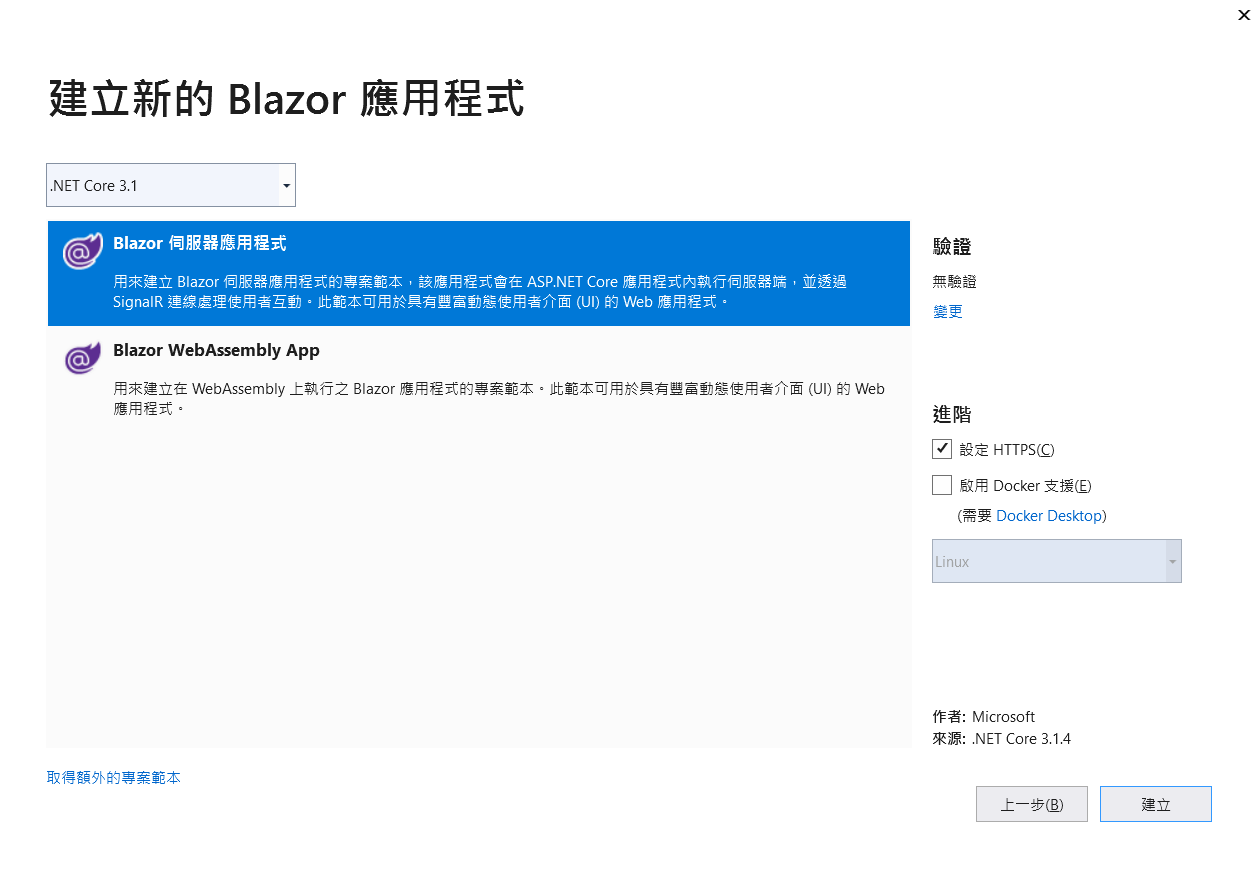 建立新的 Blazor 應用程式
.NET Core 3.1
Blazor 伺服器應用程式
用來建立 Blazor 伺服器應用程式的專案範本，該應用程式會在 ASP.NET Core 應用程式內執行伺服器端，並透過
SignalR 連線處理使用者互動。此範本可用於具有豐富動態使用者介面 (UI) 的 Web 應用程式。
Blazor WebAssembly App
用來建立在 WebAssembly 上執行之 Blazor 應用程式的專案範本。此範本可用於具有豐富動態使用者介面 (UI) 的 Web
應用程式。
取得額外的專案範本
驗證
無驗證
變更
進階
設定 HTTPS(C)
啟用 Docker 支援(E)
(需要 Docker Desktop)
Linux
作者: Microsoft
來源: .NET Core 3.1.4
上一步(B)
建立